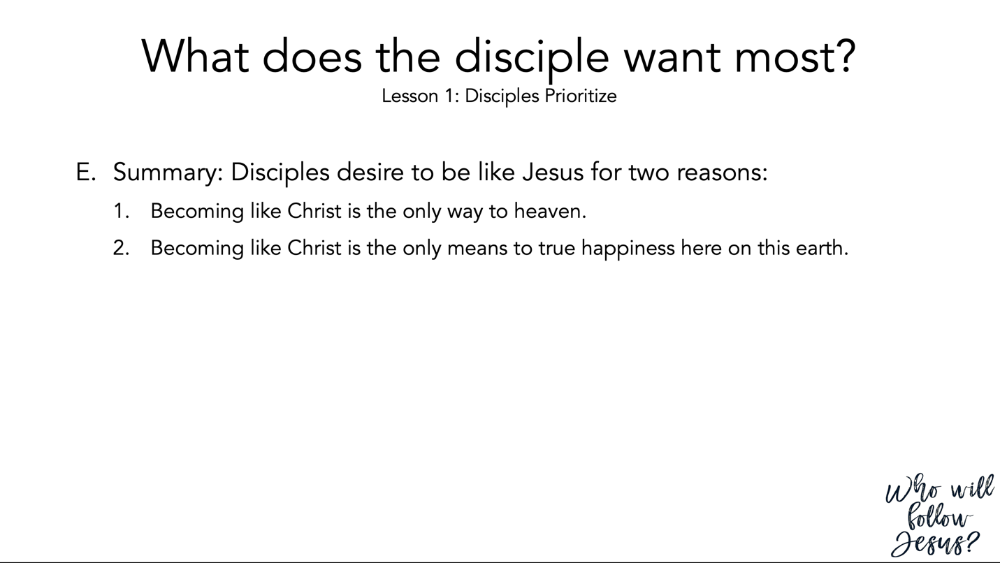 What does the disciple want most?
Lesson 1: Disciples Prioritize
E. Summary: Disciples desire to be like Jesus for two reasons:
1. Becoming like Christ is the only way to heaven.
2. Becoming like Christ is the only means to true happiness here on this earth.
Who will
follow
Jesus?